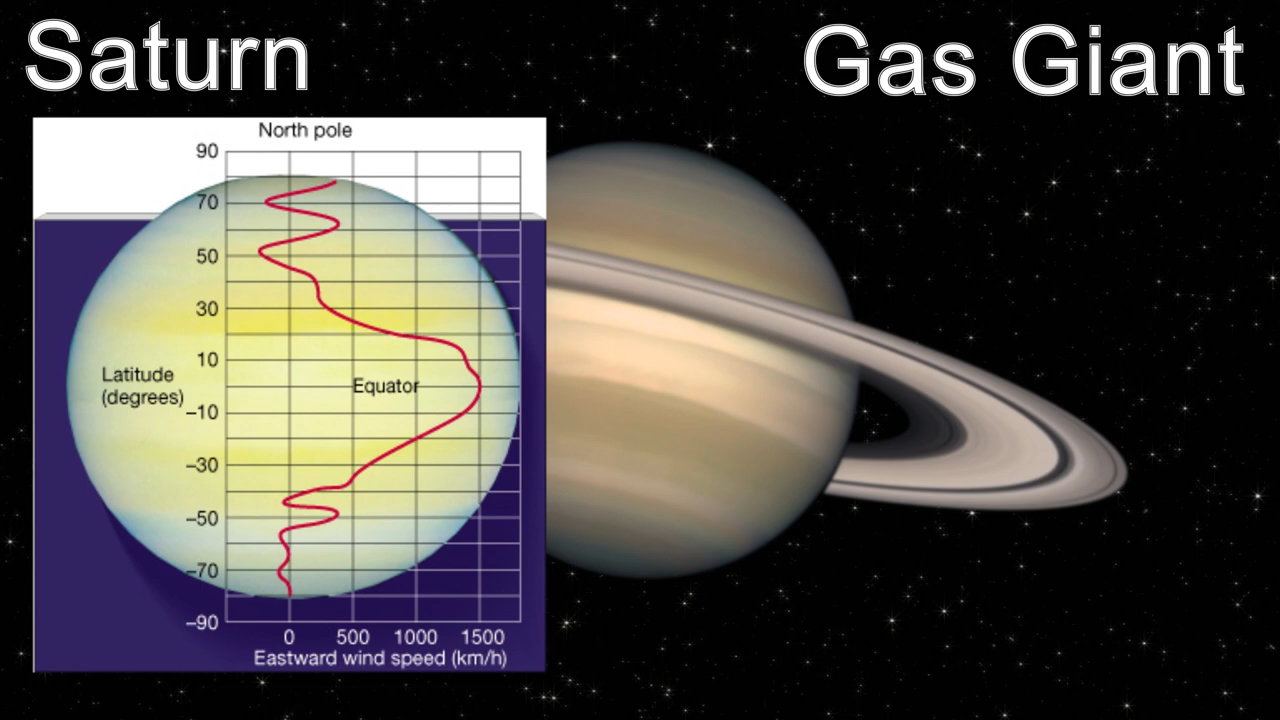 Saturn
Gas Giant
North pole
90
70
50
30
10
Latitude
(degrees)
Equator
–10
–30
–50
–70
–90
0 500 1000 1500
Eastward wind speed (km/h)